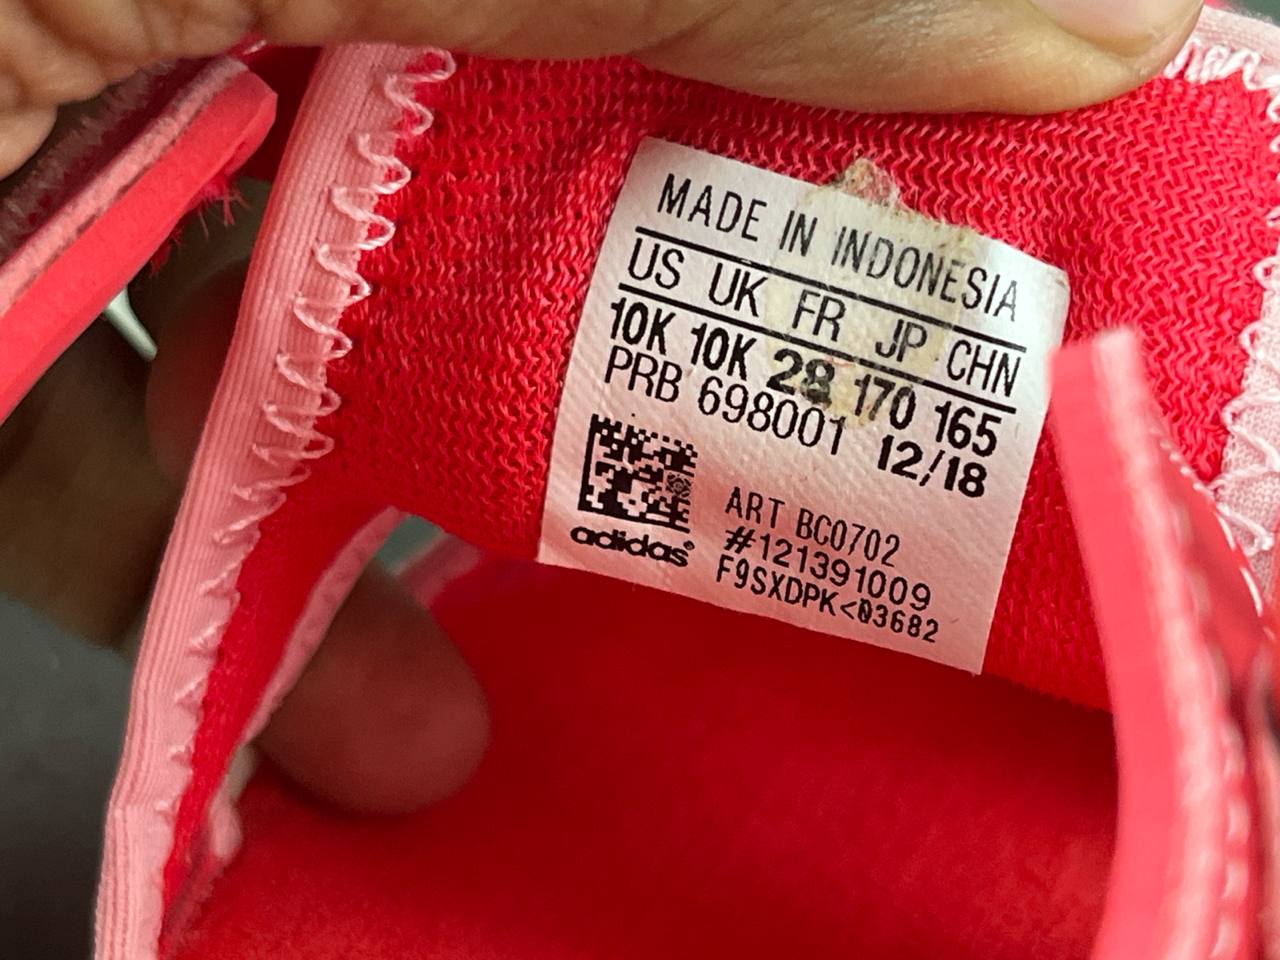 MADE IN INDONESIA
US UK FR JP CHN
10K 10K 28 170 165
PRB 698001 12/18
ART BC0702
#121391009
F9SXDPK<03682
adidas®